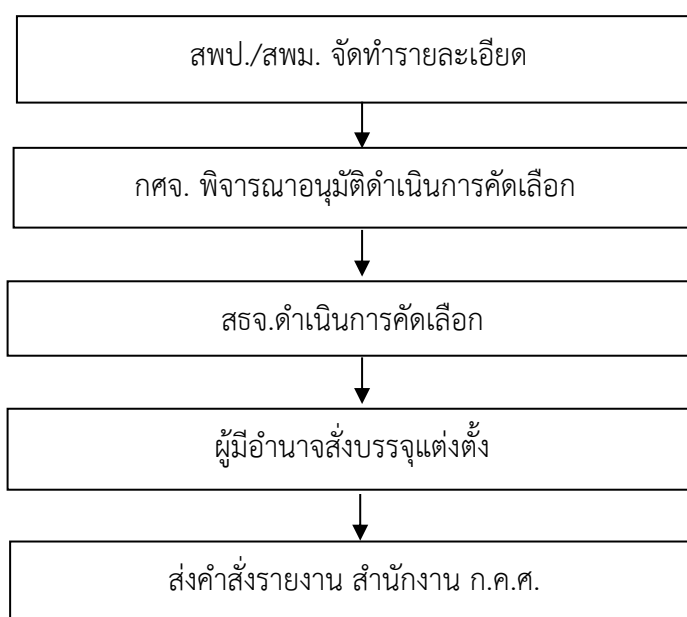 สพป./สพม. จัดทำรายละเอียด
กศจ. พิจารณาอนุมัติดำเนินการคัดเลือก
สธจ.ดำเนินการคัดเลือก
ผู้มีอำนาจสั่งบรรจุแต่งตั้ง
ส่งคำสั่งรายงาน สำนักงาน ก.ค.ศ.